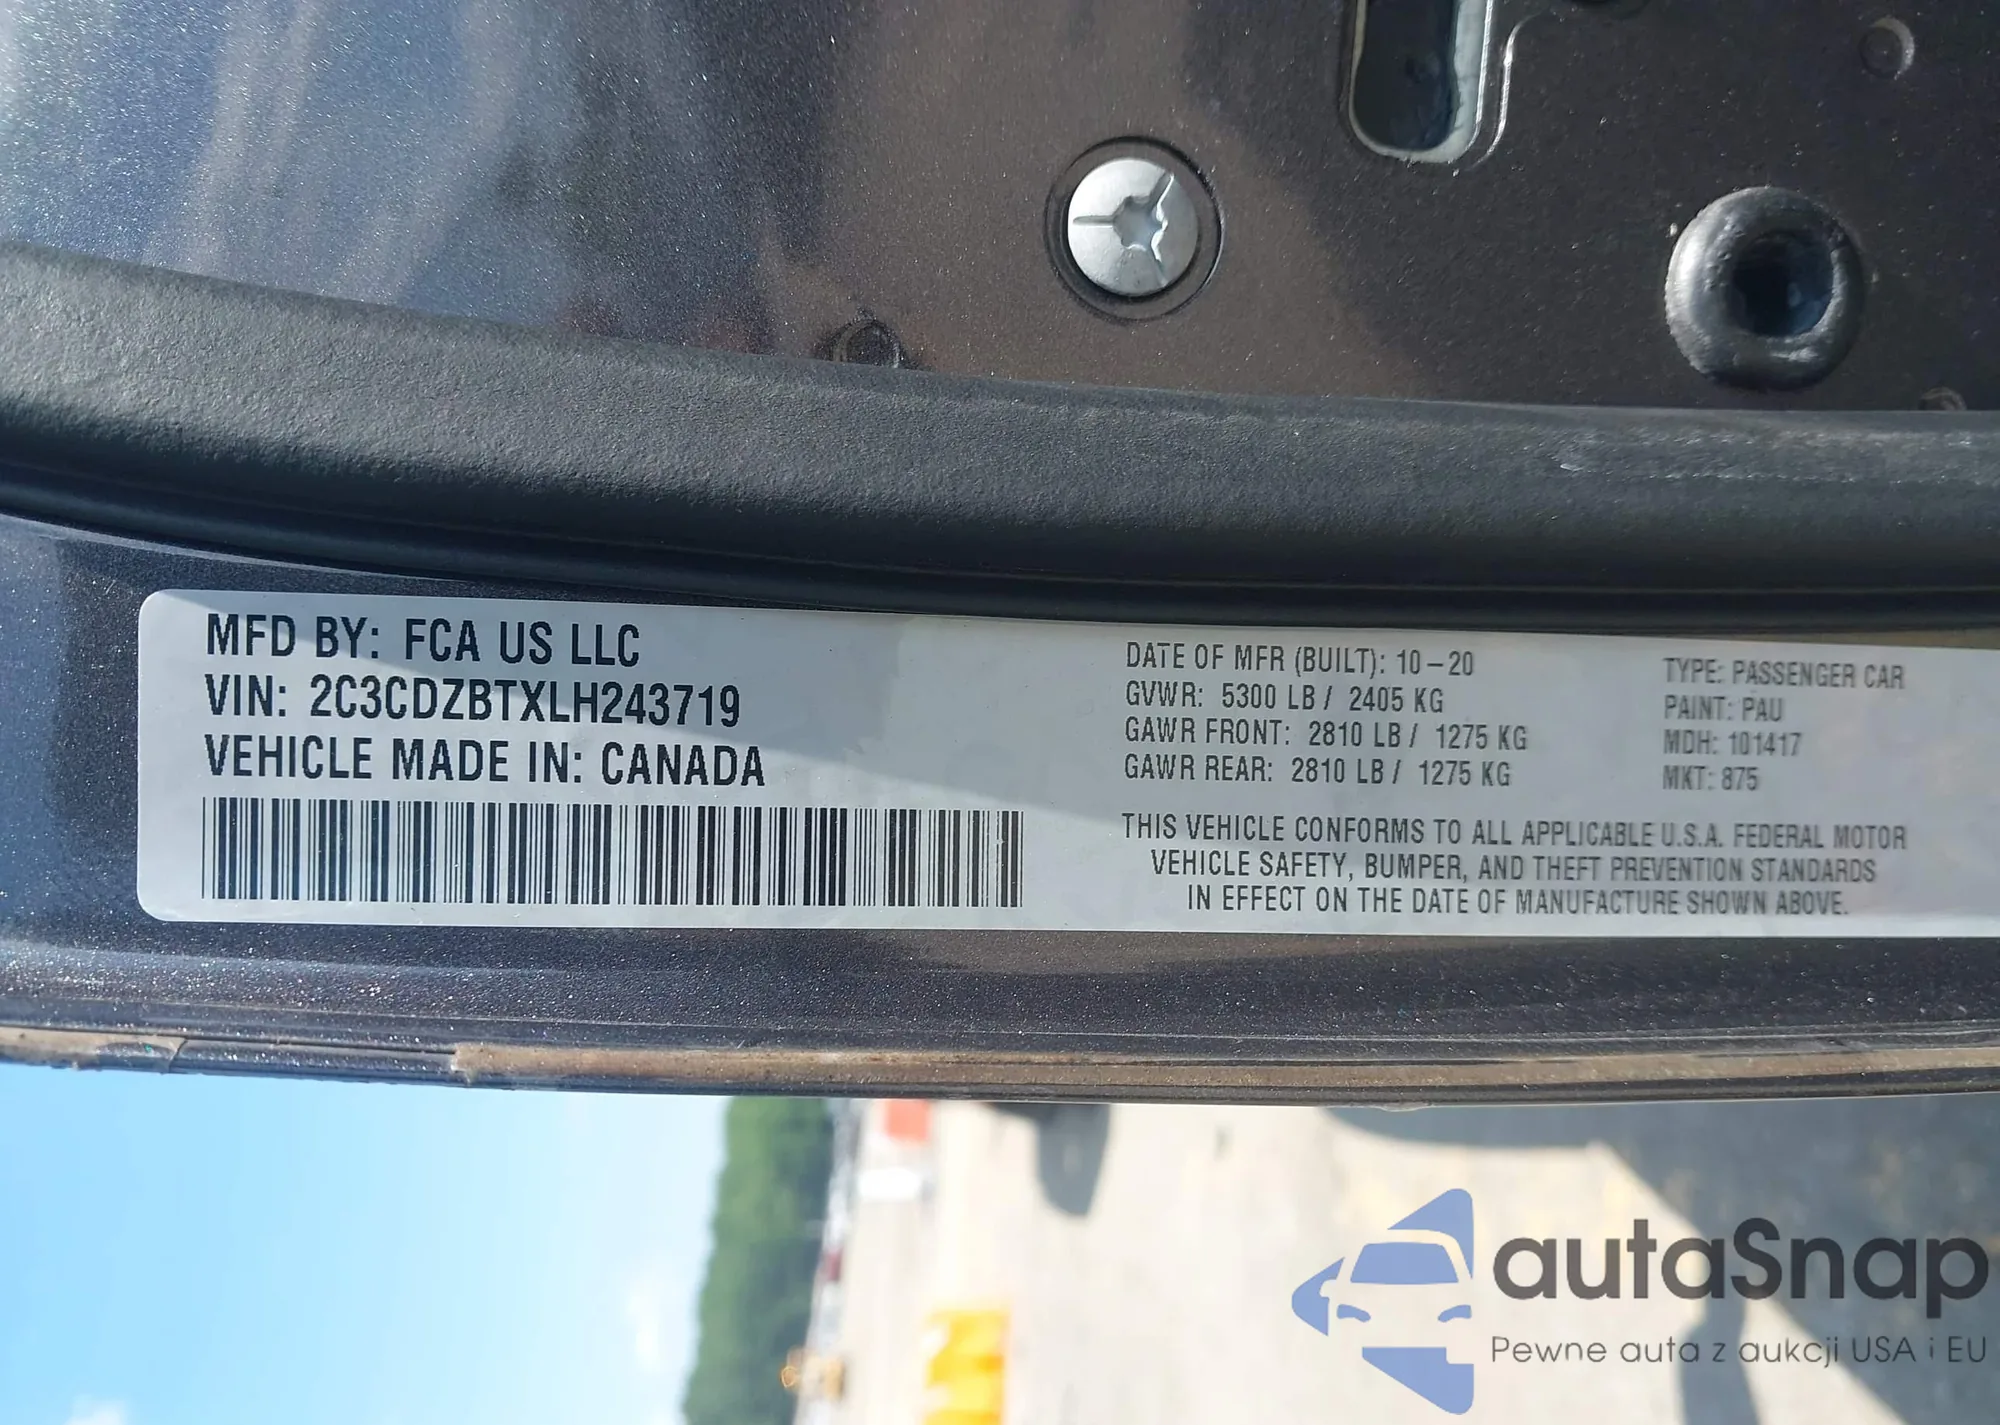 MFD BY: FCA US LLC
VIN: 2C3CDZBTXLH243719
VEHICLE MADE IN: CANADA
DATE OF MFR (BUILT): 10-20
GVWR: 5300 LB / 2405 KG
GAWR FRONT: 2810 LB / 1275 KG
GAWR REAR: 2810 LB / 1275 KG
TYPE: PASSENGER CAR
PAINT: PAU
MDH: 101417
MKT: 875
THIS VEHICLE CONFORMS TO ALL APPLICABLE U.S.A. FEDERAL MOTOR
VEHICLE SAFETY, BUMPER, AND THEFT PREVENTION STANDARDS
IN EFFECT ON THE DATE OF MANUFACTURE SHOWN ABOVE.
autaSnap
Pewne auta z aukcji USA i EU